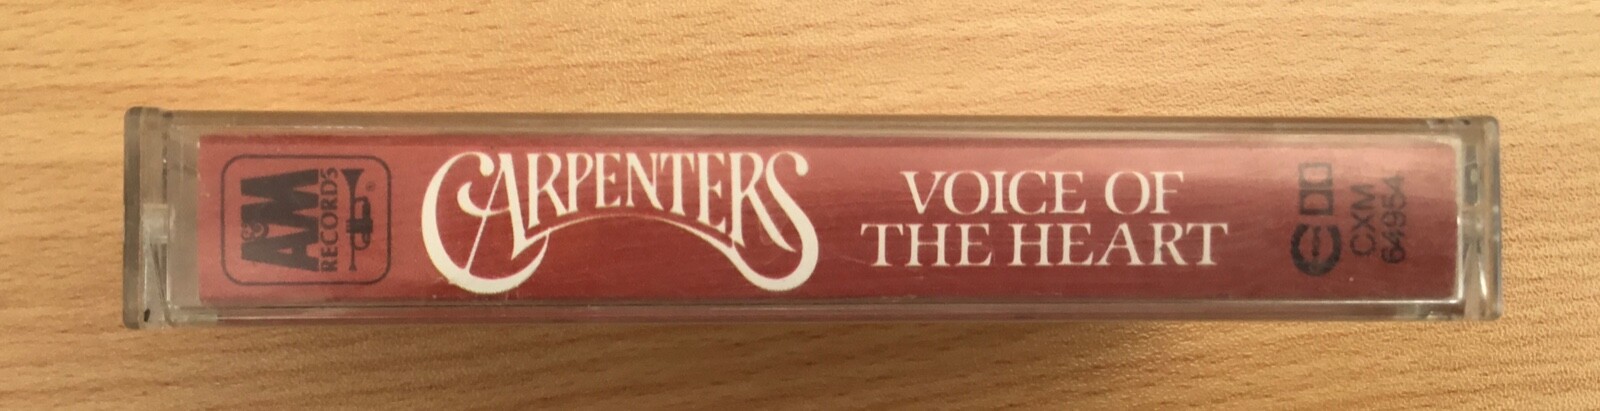 A&M
RECORDS
®
CARPENTERS
VOICE OF
THE HEART
CXM
64954